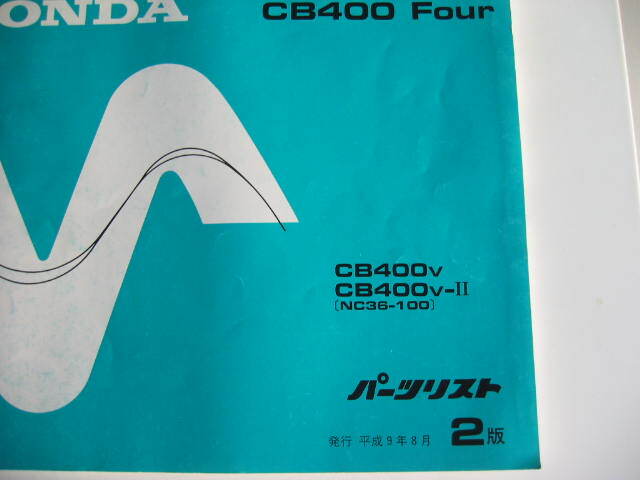 ONDA CB400 Four
CB400V
CB400V-II
[NC36-100]
パーツリスト
発行 平成9年8月 2版